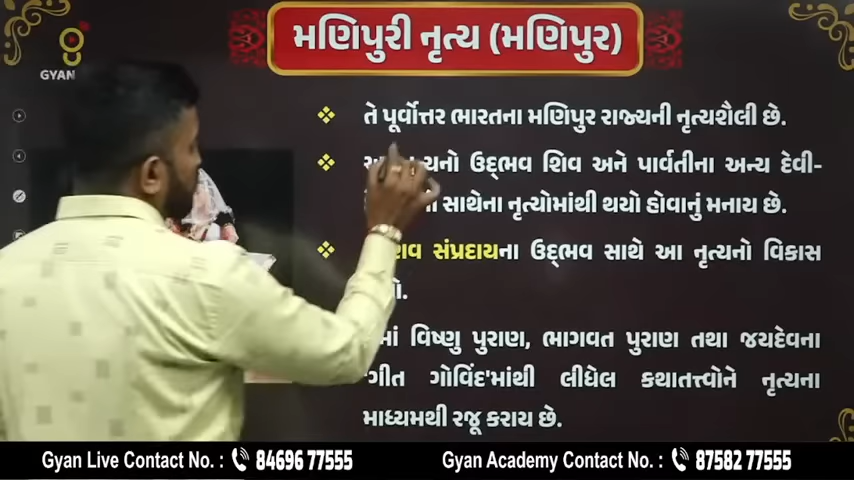 મણિપુરી નૃત્ય (મણિપુર)
GYAN
તે પૂર્વોત્તર ભારતના મણિપુર રાજ્યની નૃત્યશૈલી છે.
ઉદ્ભવ શિવ અને પાર્વતીના અન્ય દેવી-
સાથેના નૃત્યોમાંથી થયો હોવાનું મનાય છે.
સંપ્રદાયના ઉદ્ભવ સાથે આ નૃત્યનો વિકાસ
વિષ્ણુ પુરાણ, ભાગવત પુરાણ તથા જયદેવના
'ગીત ગોવિંદ'માંથી લીધેલ કથાતત્ત્વોને નૃત્યના
માધ્યમથી રજૂ કરાય છે.
Gyan Live Contact No. : 84696 77555
Gyan Academy Contact No. : 87582 77555